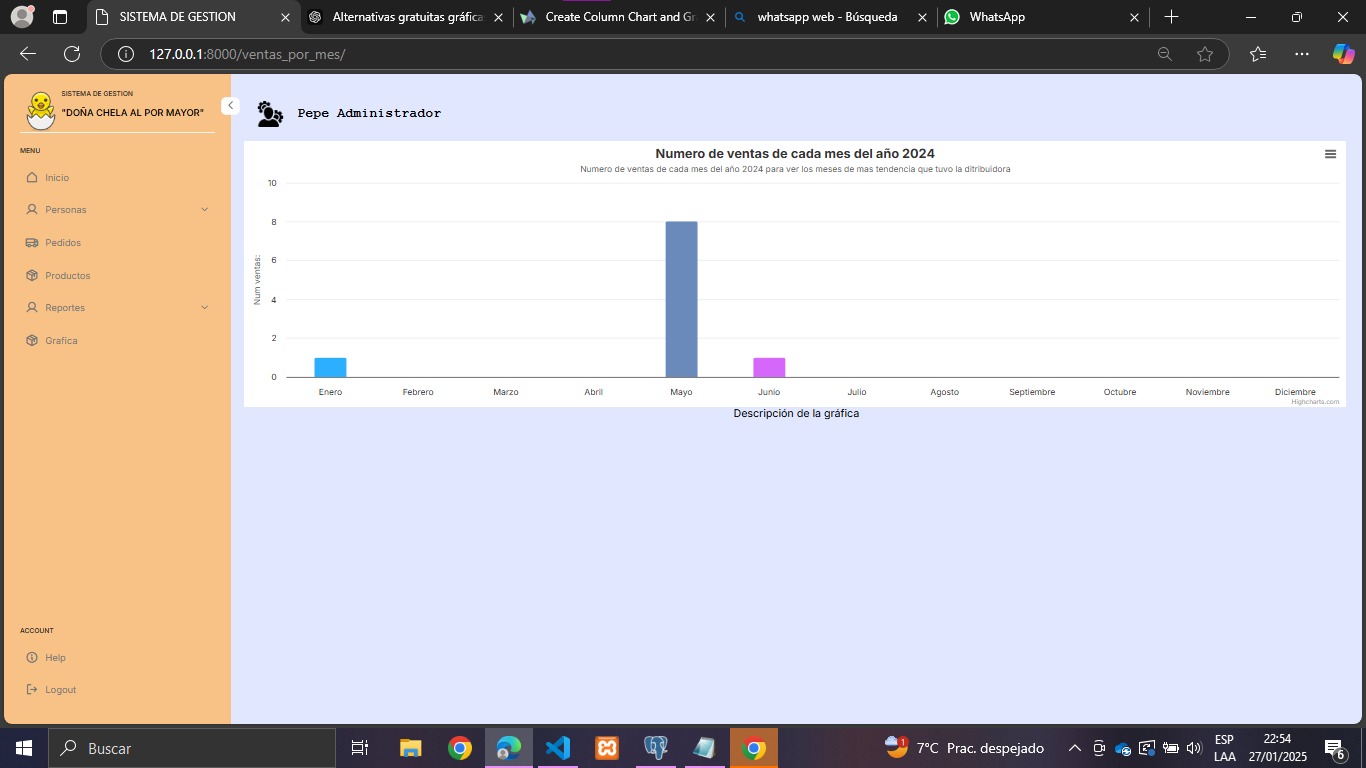 SISTEMA DE GESTION
Alternativas gratuitas gráfica
Create Column Chart and Gr
whatsapp web - Búsqueda
WhatsApp
127.0.0.1:8000/ventas_por_mes/
SISTEMA DE GESTION
"DOÑA CHELA AL POR MAYOR"
MENU
Inicio
Personas
Pedidos
Productos
Reportes
Grafica
ACCOUNT
Help
Logout
Pepe Administrador
Numero de ventas de cada mes del año 2024
Numero de ventas de cada mes del año 2024 para ver los meses de mas tendencia que tuvo la ditribuidora
Num ventas:
10
8
6
4
2
0
Enero Febrero Marzo Abril Mayo Junio Julio Agosto Septiembre Octubre Noviembre Diciembre
Highcharts.com
Descripción de la gráfica
Buscar
1
7°C Prac. despejado
ESP
LAA
22:54
27/01/2025
6